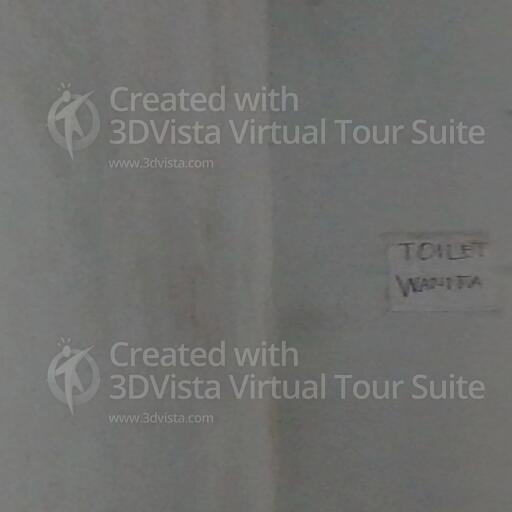 Created with
3DVista Virtual Tour Suite
www.3dvista.com
TOILET
WANITA
Created with
3DVista Virtual Tour Suite
www.3dvista.com